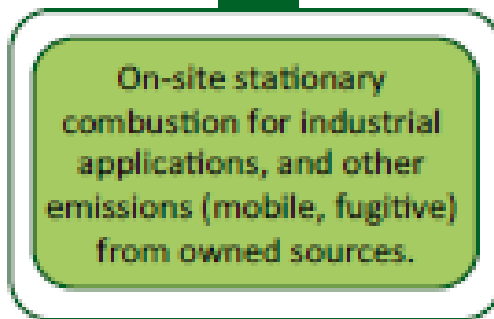 On-site stationary
combustion for industrial
applications, and other
emissions (mobile, fugitive)
from owned sources.